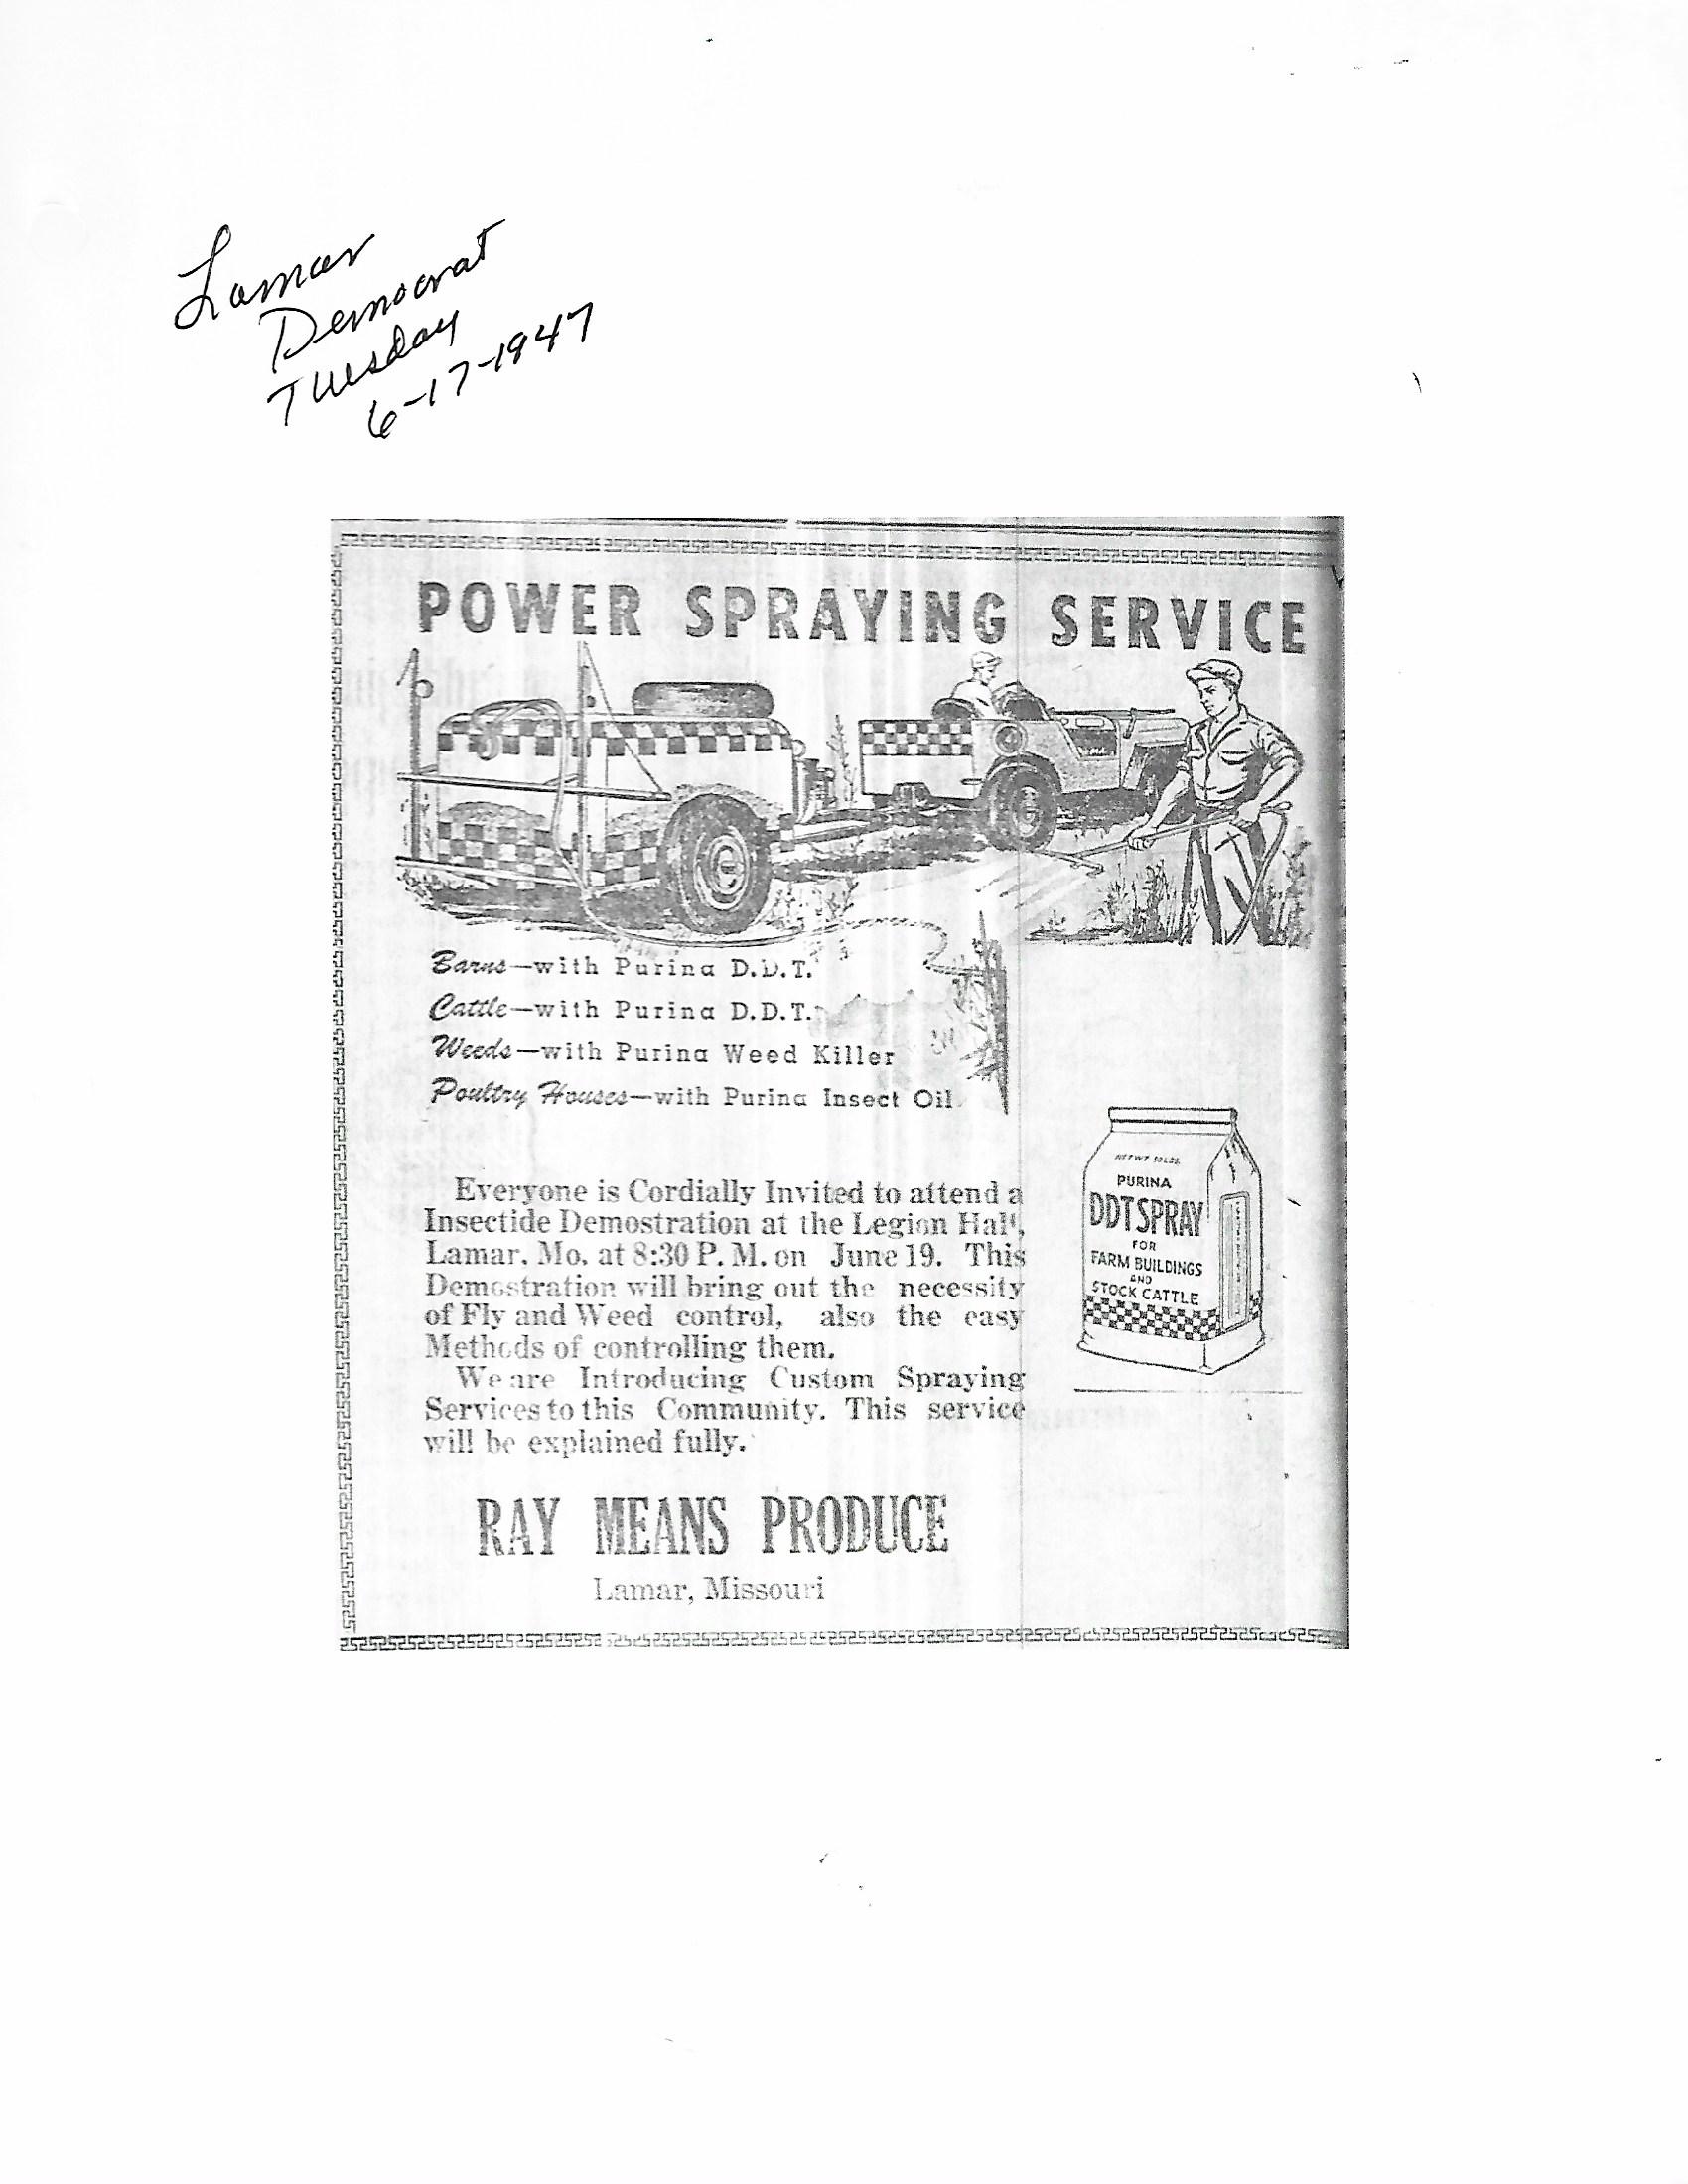 Lamar
Democrat
Tuesday
6-17-1947
POWER SPRAYING SERVICE
Barns—with Purina D.D.T.
Cattle—with Purina D.D.T.
Weeds—with Purina Weed Killer
Poultry Houses—with Purina Insect Oil
NET WT 50 LBS.
PURINA
DDT SPRAY
FOR
FARM BUILDINGS
AND
STOCK CATTLE
Everyone is Cordially Invited to attend a
Insectide Demostration at the Legion Hall,
Lamar, Mo. at 8:30 P. M. on June 19. This
Demostration will bring out the necessity
of Fly and Weed control, also the easy
Methods of controlling them.
We are Introducing Custom Spraying
Services to this Community. This service
will be explained fully.
RAY MEANS PRODUCE
Lamar, Missouri